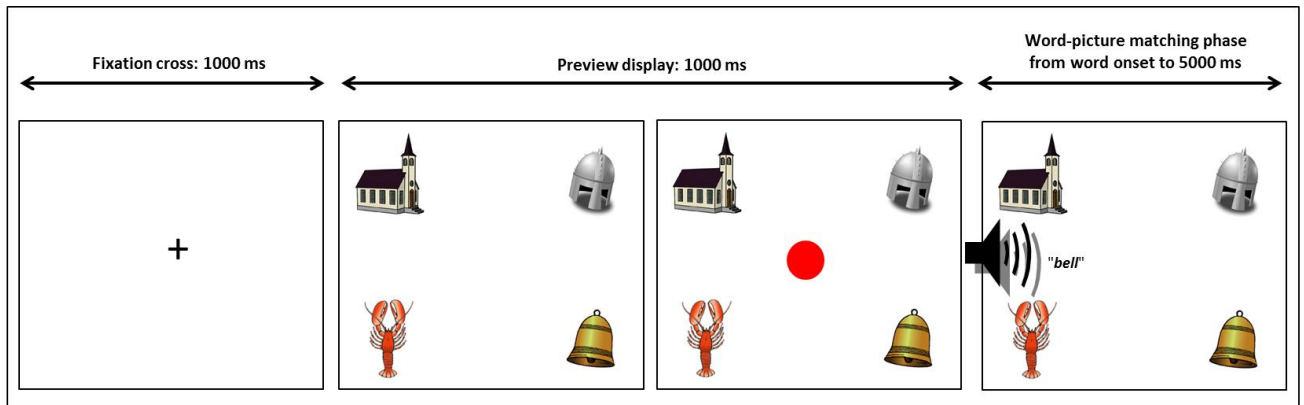 Fixation cross: 1000 ms
Preview display: 1000 ms
Word-picture matching phase
from word onset to 5000 ms
"bell"